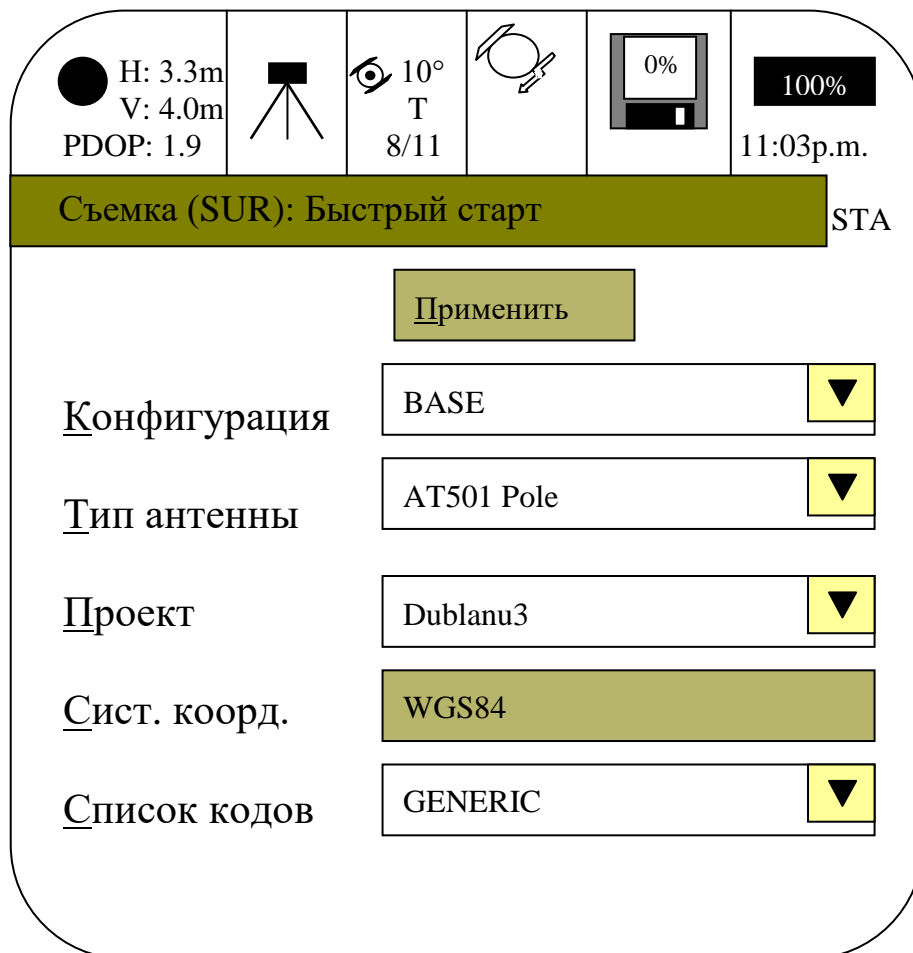 H: 3.3m
V: 4.0m
PDOP: 1.9
10°
T
8/11
0%
100%
11:03p.m.
Съемка (SUR): Быстрый старт
STA
Применить
Конфигурация
BASE
Тип антенны
AT501 Pole
Проект
Dublanu3
Сист. коорд.
WGS84
Список кодов
GENERIC